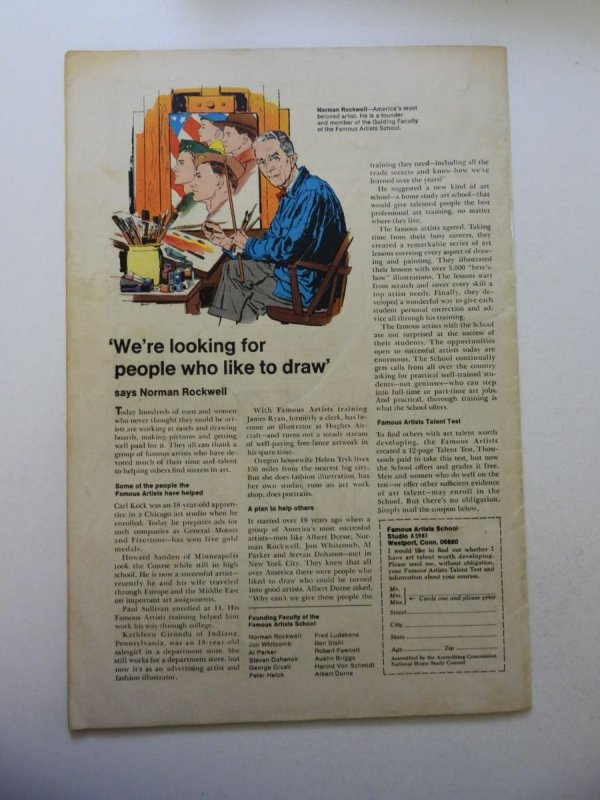 Norman Rockwell—America's most
beloved artist. He is a founder
and member of the Guiding Faculty
of the Famous Artists School.
'We're looking for
people who like to draw'
says Norman Rockwell
Today hundreds of men and women
who never thought they could be art-
ists are working at easels and drawing
boards, making pictures and getting
well paid for it. They all can thank a
group of famous artists who have de-
voted much of their time and talent
to helping others find success in art.
Some of the people the
Famous Artists have helped
Carl Kock was an 18-year-old appren-
tice in a Chicago art studio when he
enrolled. Today he prepares ads for
such companies as General Motors
and Firestone—has won five gold
medals.
Howard Sanden of Minneapolis
took the Course while still in high
school. He is now a successful artist—
recently he and his wife traveled
through Europe and the Middle East
on important art assignments.
Paul Sullivan enrolled at 14. His
Famous Artists training helped him
work his way through college.
Kathleen Gironda of Indiana,
Pennsylvania, was an 18-year-old
salesgirl in a department store. She
still works for a department store, but
now it's as an advertising artist and
fashion illustrator.
With Famous Artists training
James Ryan, formerly a clerk, has be-
come an illustrator at Hughes Air-
craft—and turns out a steady stream
of well-paying free-lance artwork in
his spare time.
Oregon housewife Helen Tryk lives
150 miles from the nearest big city.
But she does fashion illustration, has
her own studio, runs an art work
shop, does portraits.
A plan to help others
It started over 18 years ago when a
group of America's most successful
artists—men like Albert Dorne, Nor-
man Rockwell, Jon Whitcomb, Al
Parker and Stevan Dohanos—met in
New York City. They knew that all
over America there were people who
liked to draw who could be turned
into good artists. Albert Dorne asked,
"Why can't we give these people the
Founding Faculty of the
Famous Artists School
Norman Rockwell
Jon Whitcomb
Al Parker
Stevan Dohanos
George Giusti
Peter Helck
Fred Ludekens
Ben Stahl
Robert Fawcett
Austin Briggs
Harold Von Schmidt
Albert Dorne
training they need—including all the
trade secrets and know-how we've
learned over the years?"
He suggested a new kind of art
school—a home study art school—that
would give talented people the best
professional art training, no matter
where they live.
The famous artists agreed. Taking
time from their busy careers, they
created a remarkable series of art
lessons covering every aspect of draw-
ing and painting. They illustrated
their lessons with over 5,000 "here's-
how" illustrations. The lessons start
from scratch and cover every skill a
top artist needs. Finally, they de-
veloped a wonderful way to give each
student personal correction and ad-
vice all through his training.
The famous artists with the School
are not surprised at the success of
their students. The opportunities
open to successful artists today are
enormous. The School continually
gets calls from all over the country
asking for practical well-trained stu-
dents—not geniuses—who can step
into full-time or part-time art jobs.
And practical, thorough training is
what the School offers.
Famous Artists Talent Test
To find others with art talent worth
developing, the Famous Artists
created a 12-page Talent Test. Thou-
sands paid to take this test, but now
the School offers and grades it free.
Men and women who do well on the
test—or offer other sufficient evidence
of art talent—may enroll in the
School. But there's no obligation.
Simply mail the coupon below.
Famous Artists School
Studio A 5983
Westport, Conn. 06880
I would like to find out whether I
have art talent worth developing.
Please send me, without obligation,
your Famous Artists Talent Test and
information about your courses.
Mr.
Mrs. ← Circle one and please print
Miss
Street
City
State
Age Zip
Accredited by the Accrediting Commission
National Home Study Council